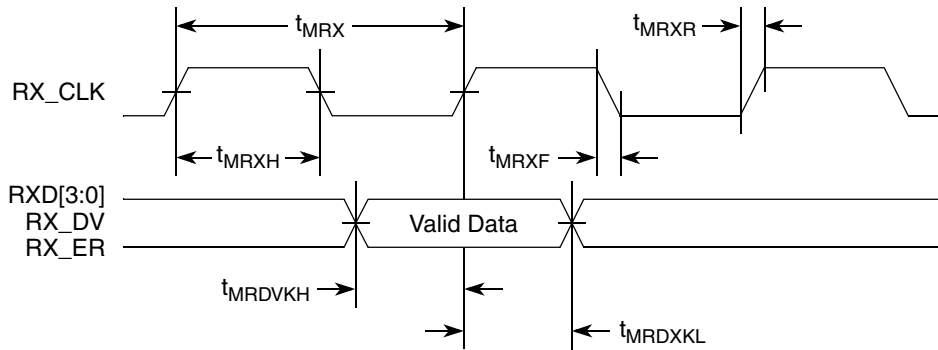 tMRX
tMRXR
RX_CLK
tMRXH
tMRXF
RXD[3:0]
RX_DV
Valid Data
RX_ER
tMRDVKH
tMRDXKL